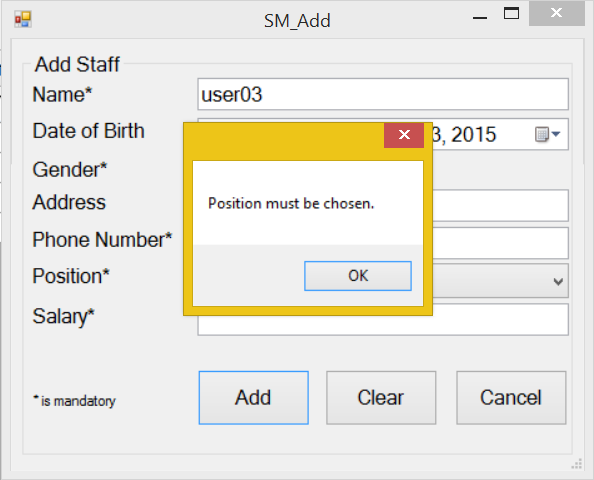 SM_Add
Add Staff
Name*
user03
Date of Birth
3, 2015
Gender*
Address
Position must be chosen.
Phone Number*
Position*
OK
Salary*
* is mandatory
Add
Clear
Cancel